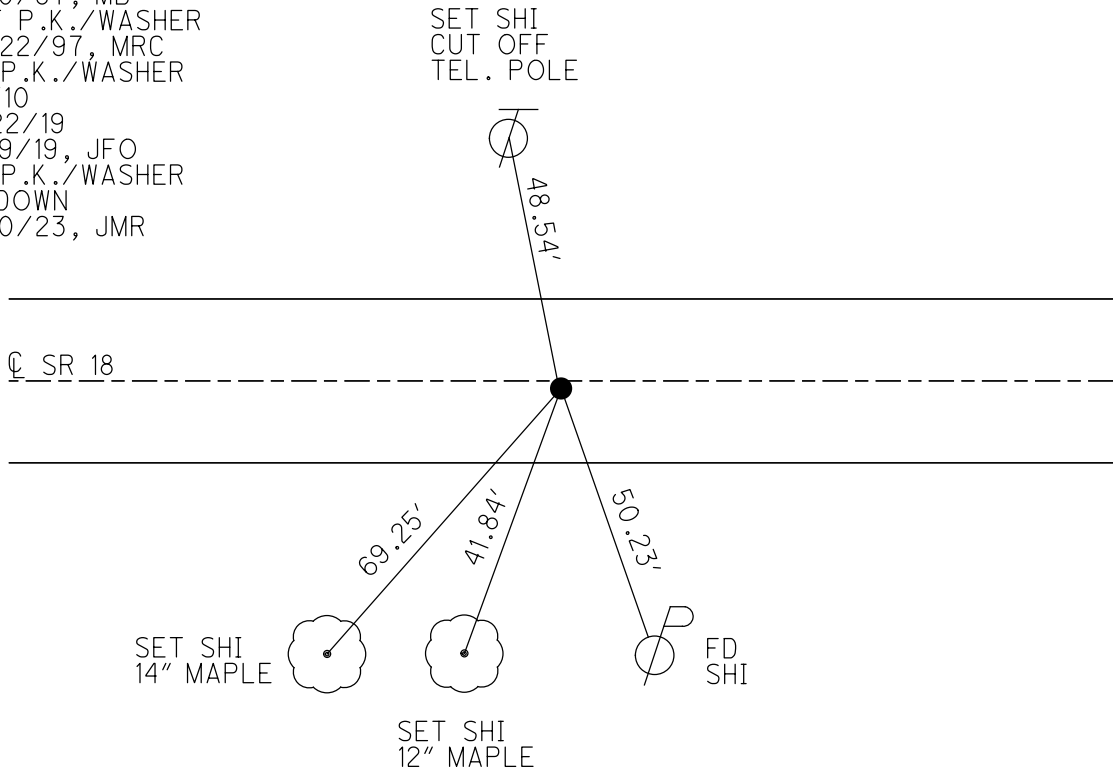 P.K./WASHER
22/97, MRC
P.K./WASHER
10
22/19
9/19, JFO
P.K./WASHER
DOWN
0/23, JMR
SET SHI
CUT OFF
TEL. POLE
48.54'
℄ SR 18
69.25'
41.84'
50.23'
SET SHI
14" MAPLE
FD
SHI
SET SHI
12" MAPLE